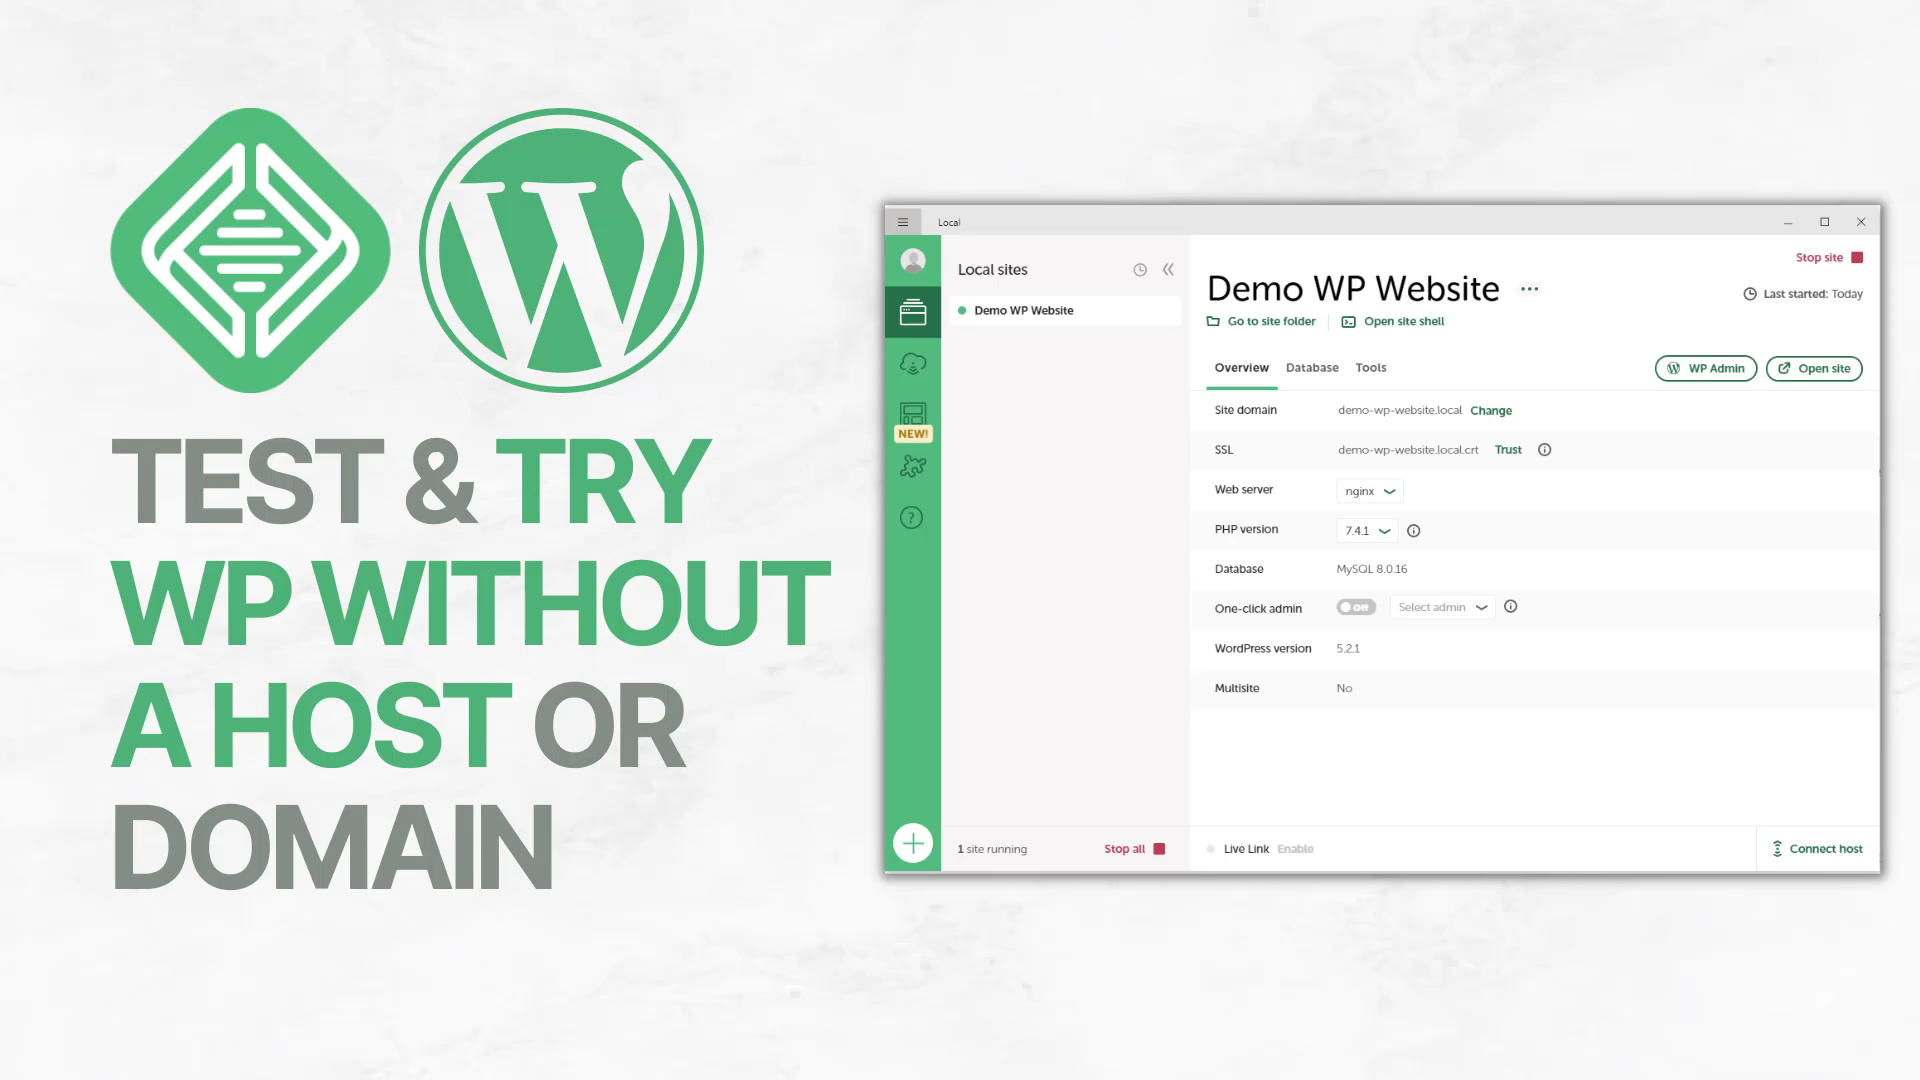 TEST & TRY
WP WITHOUT
A HOST OR
DOMAIN
Local
Local sites
Demo WP Website
NEW!
1 site running
Stop all
Stop site
Demo WP Website
Last started: Today
Go to site folder
Open site shell
Overview Database Tools
WP Admin
Open site
Site domain demo-wp-website.local Change
SSL demo-wp-website.local.crt Trust
Web server nginx
PHP version 7.4.1
Database MySQL 8.0.16
One-click admin Off Select admin
WordPress version 5.2.1
Multisite No
Live Link Enable
Connect host